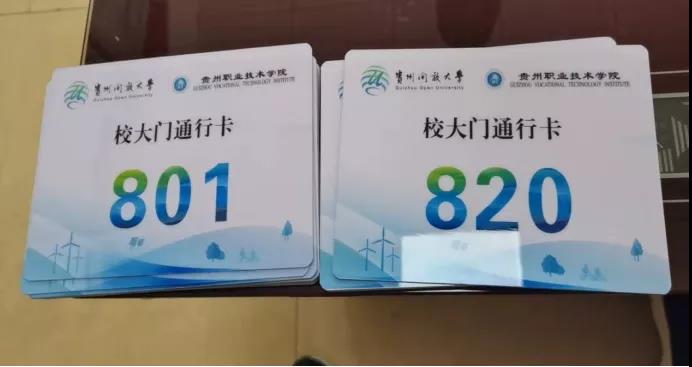 贵州开放大学
Guizhou Open University
贵州职业技术学院
GUIZHOU VOCATIONAL TECHNOLOGY INSTITUTE
校大门通行卡
801
贵州开放大学
Guizhou Open University
贵州职业技术学院
GUIZHOU VOCATIONAL TECHNOLOGY INSTITUTE
校大门通行卡
820